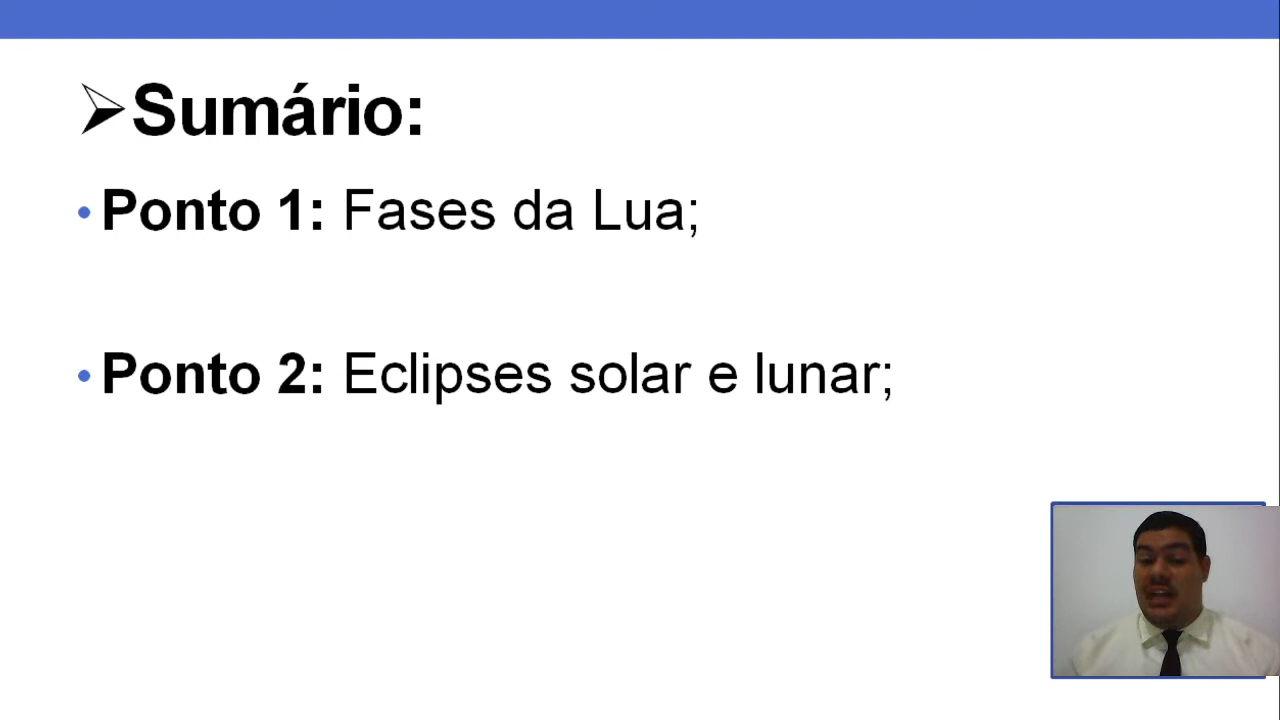 Sumário:
Ponto 1: Fases da Lua;
Ponto 2: Eclipses solar e lunar;